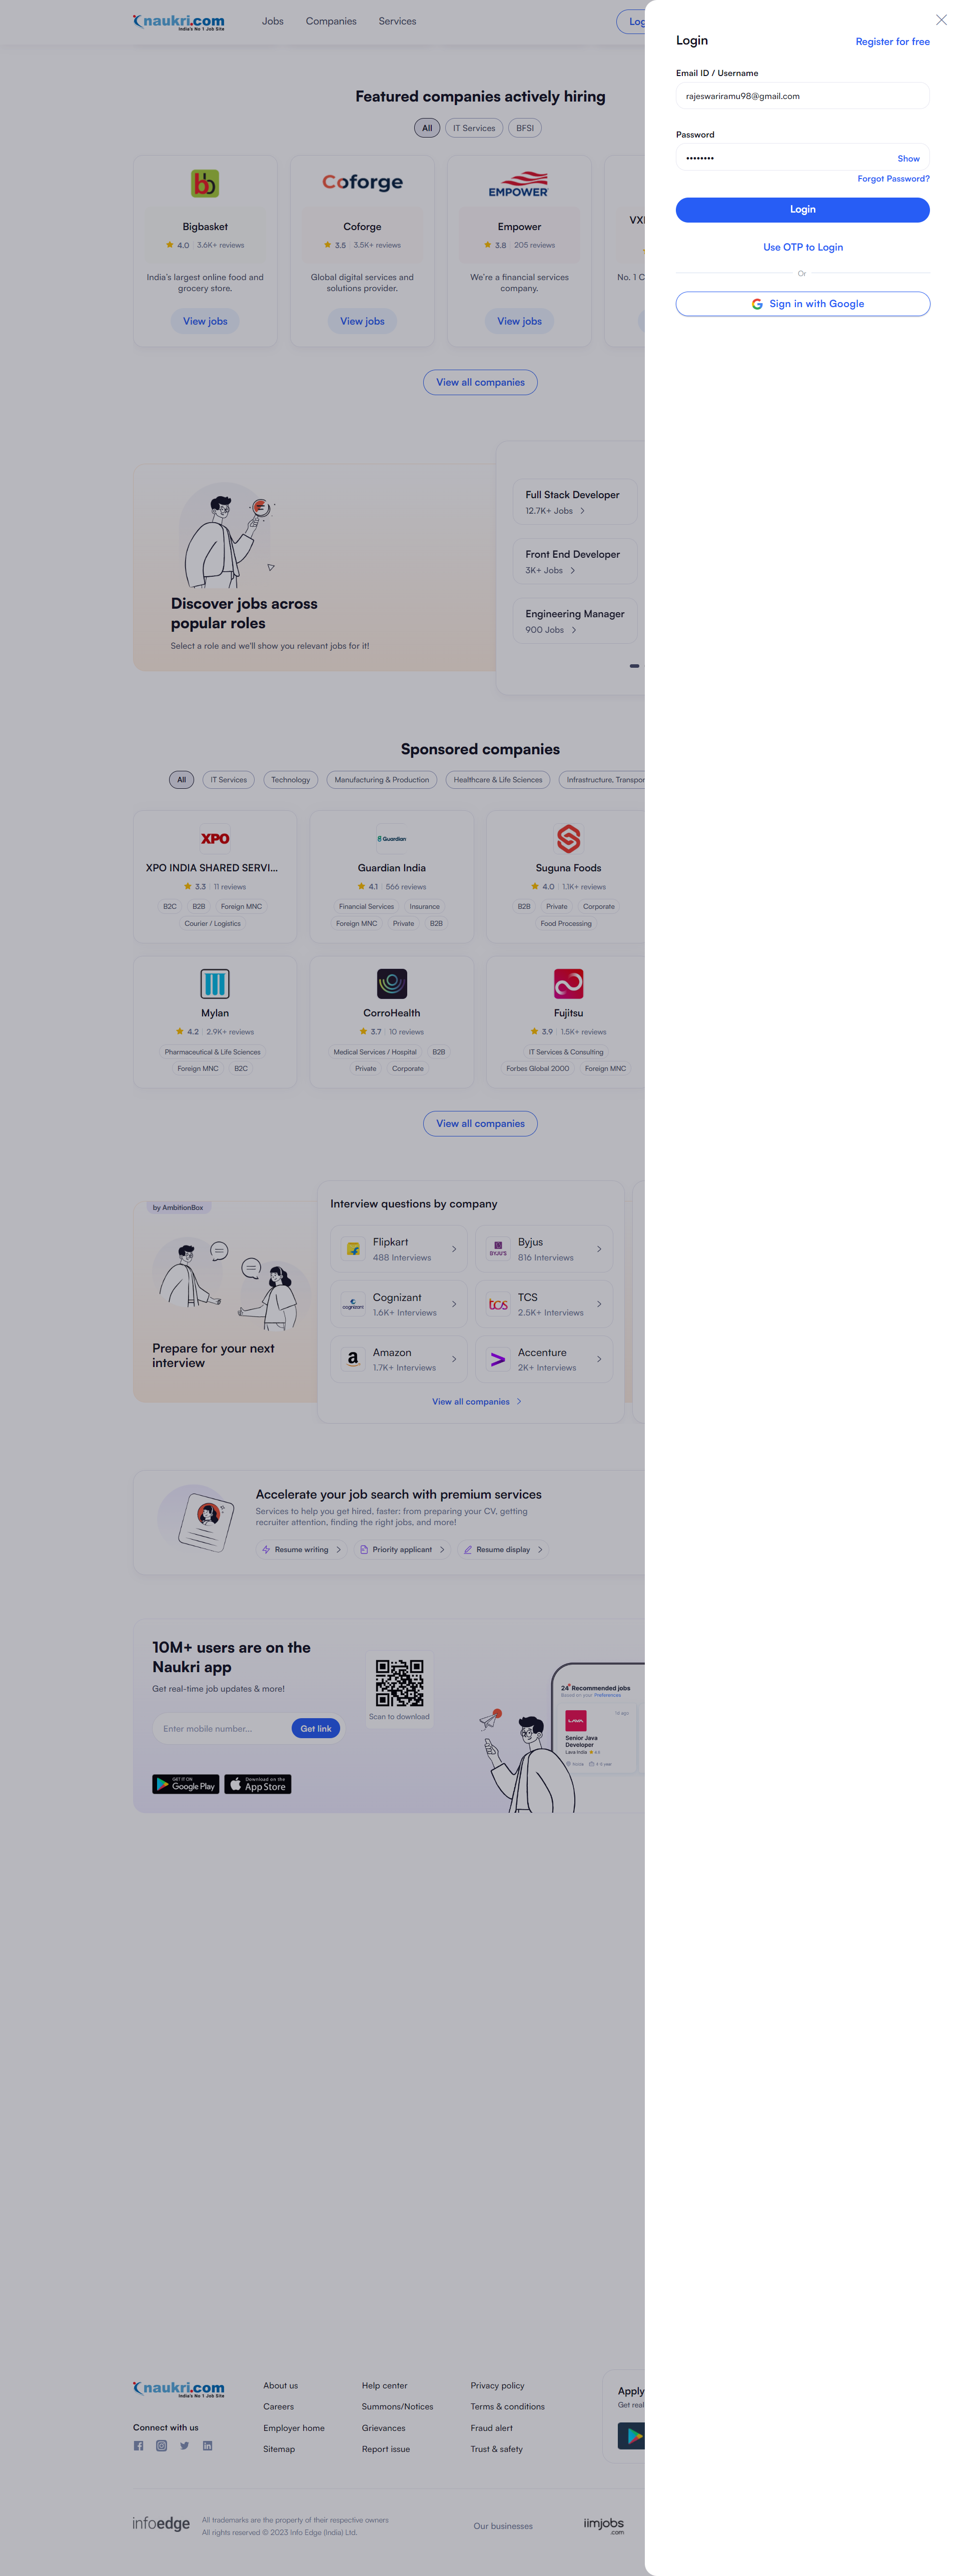 naukri.com
India's No 1 Job Site
Jobs
Companies
Services
Log
Featured companies actively hiring
All
IT Services
BFSI
bb
Bigbasket
4.0 3.6K+ reviews
India's largest online food and
grocery store.
View jobs
Coforge
Coforge
3.5 3.5K+ reviews
Global digital services and
solutions provider.
View jobs
EMPOWER
Empower
3.8 205 reviews
We're a financial services
company.
View jobs
No. 1 C
View all companies
Discover jobs across
popular roles
Select a role and we'll show you relevant jobs for it!
Full Stack Developer
12.7K+ Jobs
Front End Developer
3K+ Jobs
Engineering Manager
900 Jobs
Sponsored companies
All
IT Services
Technology
Manufacturing & Production
Healthcare & Life Sciences
Infrastructure, Transpor
XPO
XPO INDIA SHARED SERVI...
3.3 11 reviews
B2C B2B Foreign MNC
Courier / Logistics
Guardian
Guardian India
4.1 566 reviews
Financial Services Insurance
Foreign MNC Private B2B
Suguna Foods
4.0 1.1K+ reviews
B2B Private Corporate
Food Processing
Mylan
4.2 2.9K+ reviews
Pharmaceutical & Life Sciences
Foreign MNC B2C
CorroHealth
3.7 10 reviews
Medical Services / Hospital B2B
Private Corporate
Fujitsu
3.9 1.5K+ reviews
IT Services & Consulting
Forbes Global 2000 Foreign MNC
View all companies
by AmbitionBox
Prepare for your next
interview
Interview questions by company
Flipkart
488 Interviews
BYJU'S
Byjus
816 Interviews
cognizant
Cognizant
1.6K+ Interviews
tcs
TCS
2.5K+ Interviews
a
Amazon
1.7K+ Interviews
Accenture
2K+ Interviews
View all companies
Accelerate your job search with premium services
Services to help you get hired, faster: from preparing your CV, getting
recruiter attention, finding the right jobs, and more!
Resume writing
Priority applicant
Resume display
10M+ users are on the
Naukri app
Get real-time job updates & more!
Enter mobile number...
Get link
GET IT ON
Google Play
Download on the
App Store
Scan to download
24 Recommended jobs
Based on your Preferences
LAVA
1d ago
Senior Java
Developer
Lava India
naukri.com
India's No 1 Job Site
Connect with us
About us
Careers
Employer home
Sitemap
Help center
Summons/Notices
Grievances
Report issue
Privacy policy
Terms & conditions
Fraud alert
Trust & safety
Apply
Get real
infoedge
All trademarks are the property of their respective owners
All rights reserved © 2023 Info Edge (India) Ltd.
Our businesses
iimjobs
.com
Login
Register for free
Email ID / Username
rajeswariramu98@gmail.com
Password
Show
Forgot Password?
Login
Use OTP to Login
Or
Sign in with Google